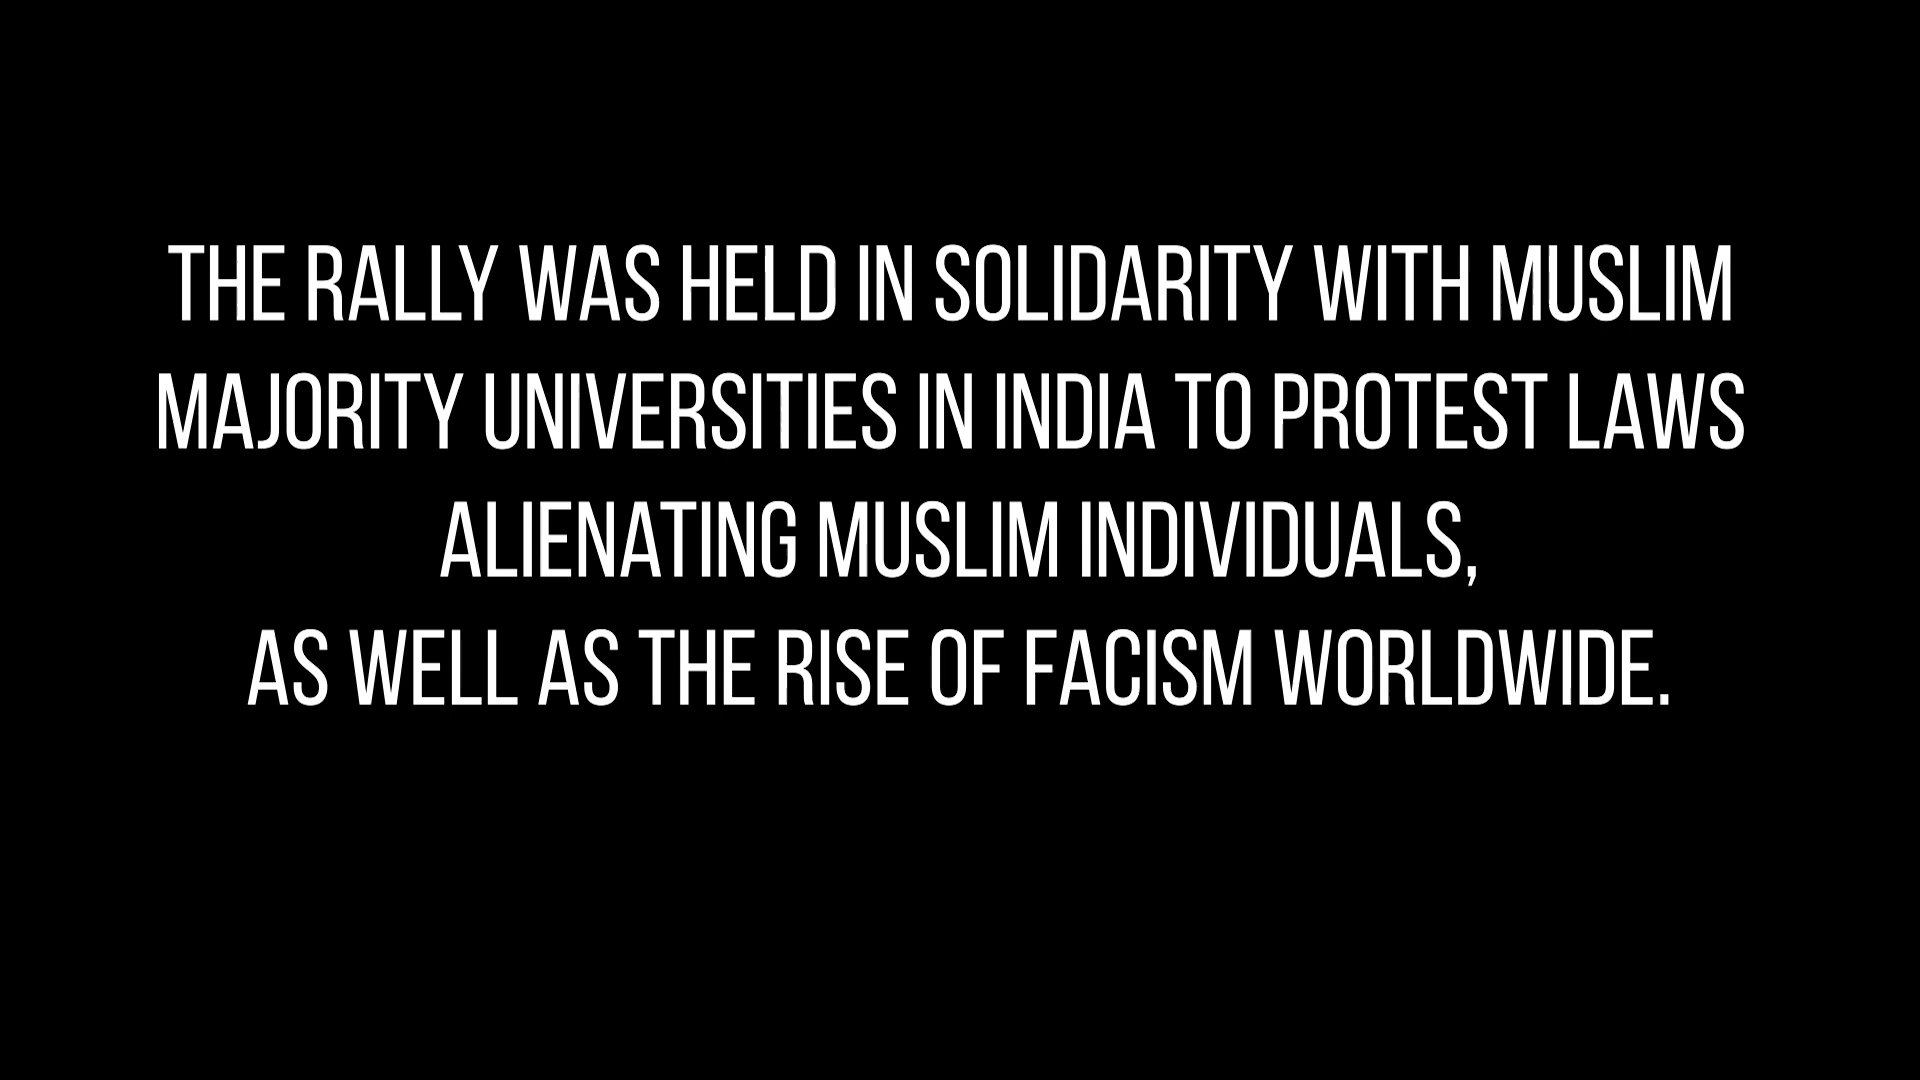 THE RALLY WAS HELD IN SOLIDARITY WITH MUSLIM
MAJORITY UNIVERSITIES IN INDIA TO PROTEST LAWS
ALIENATING MUSLIM INDIVIDUALS,
AS WELL AS THE RISE OF FACISM WORLDWIDE.